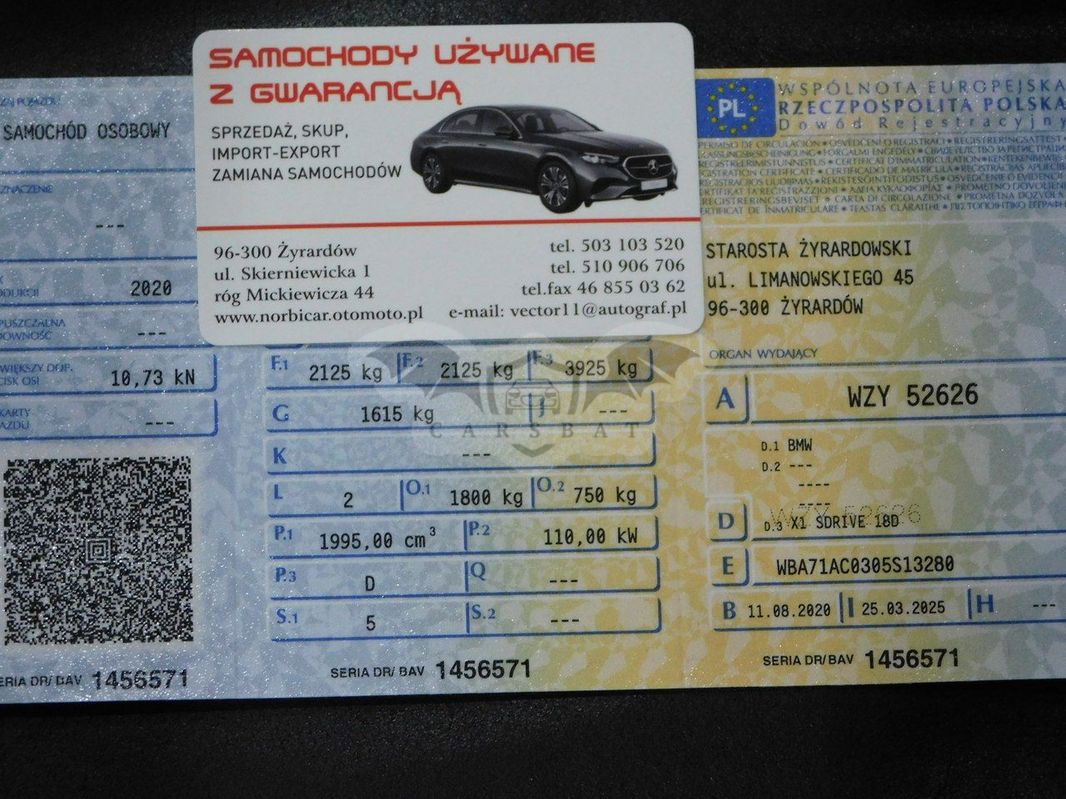 SAMOCHODY UŻYWANE
Z GWARANCJĄ
SPRZEDAŻ, SKUP,
IMPORT-EXPORT
ZAMIANA SAMOCHODÓW
96-300 Żyrardów
ul. Skierniewicka 1
róg Mickiewicza 44
www.norbicar.otomoto.pl
tel. 503 103 520
tel. 510 906 706
tel.fax 46 855 03 62
e-mail: vector11@autograf.pl
SAMOCHÓD OSOBOWY
---
2020
---
10,73 kN
---
SERIA DR/BAV 1456571
F.1 2125 kg F.2 2125 kg F.3 3925 kg
G 1615 kg J ---
CARSBAT
K ---
L 2 O.1 1800 kg O.2 750 kg
P.1 1995,00 cm³ P.2 110,00 kW
P.3 D Q ---
S.1 5 S.2 ---
SERIA DR/BAV 1456571
PL
WSPÓLNOTA EUROPEJSKA
RZECZPOSPOLITA POLSKA
Dowód Rejestracyjny
STAROSTA ŻYRARDOWSKI
ul. LIMANOWSKIEGO 45
96-300 ŻYRARDÓW
ORGAN WYDAJĄCY
A WZY 52626
D.1 BMW
D.2 ---
----
----
WZY 52626
D D.3 X1 SDRIVE 18D
E WBA71AC0305S13280
B 11.08.2020 I 25.03.2025 H ---
SERIA DR/BAV 1456571